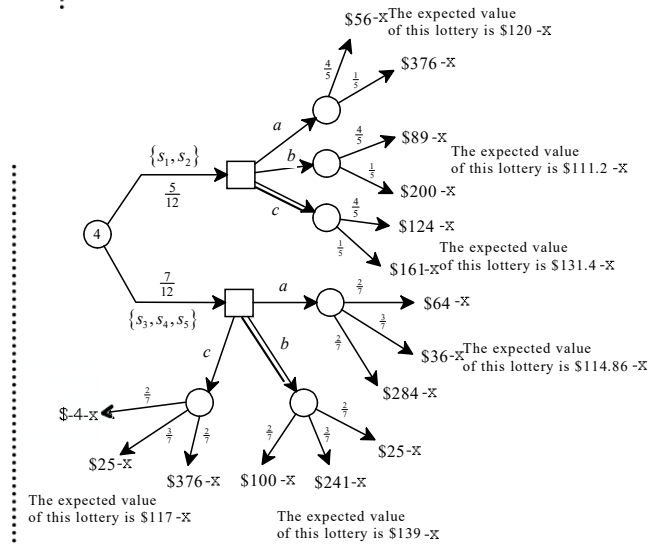 $56-x The expected value
of this lottery is $120 -x
4/5
1/5
$376 -x
a
{s1, s2}
5/12
b
4/5
$89 -x
The expected value
of this lottery is $111.2 -x
1/5
$200 -x
c
4/5
$124 -x
4
1/5
The expected value
$161-x of this lottery is $131.4 -x
7/12
{s3, s4, s5}
a
2/7
$64 -x
3/7
$36-x The expected value
of this lottery is $114.86 -x
2/7
$284 -x
c
b
2/7
$-4-x
3/7
2/7
$25-x
$376 -x
2/7
3/7
2/7
$25-x
$100 -x
$241-x
The expected value
of this lottery is $117 -x
The expected value
of this lottery is $139 -x